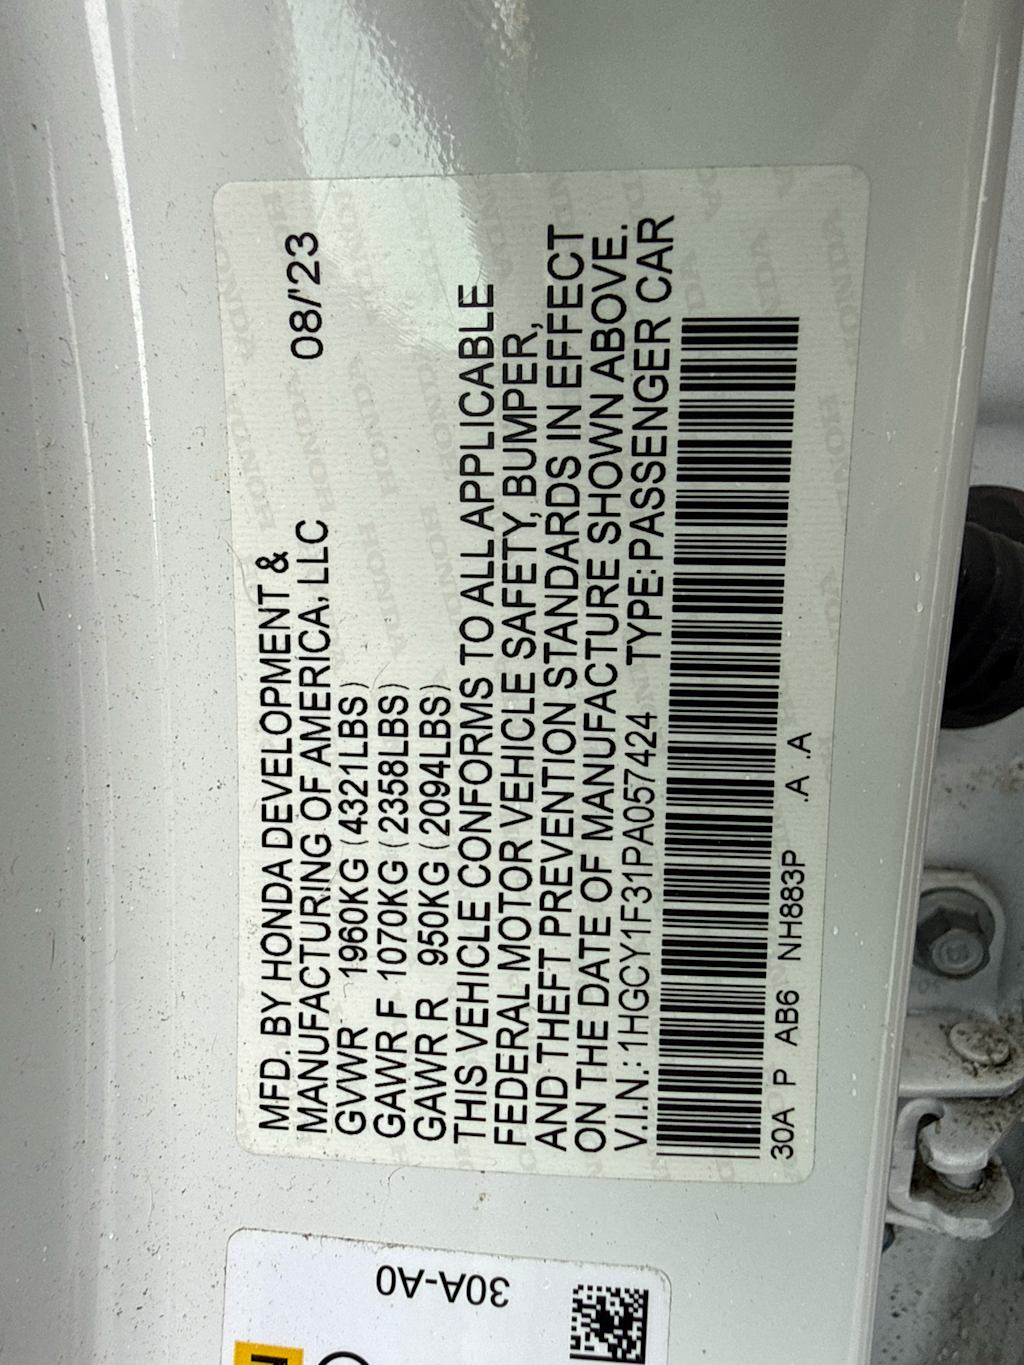 MFD. BY HONDA DEVELOPMENT &
MANUFACTURING OF AMERICA, LLC 08/'23
GVWR 1960KG (4321LBS)
GAWR F 1070KG (2358LBS)
GAWR R 950KG (2094LBS)
THIS VEHICLE CONFORMS TO ALL APPLICABLE
FEDERAL MOTOR VEHICLE SAFETY, BUMPER,
AND THEFT PREVENTION STANDARDS IN EFFECT
ON THE DATE OF MANUFACTURE SHOWN ABOVE.
V.I.N.: 1HGCY1F31PA057424 TYPE: PASSENGER CAR
30A P AB6 NH883P .A .A
30A-A0